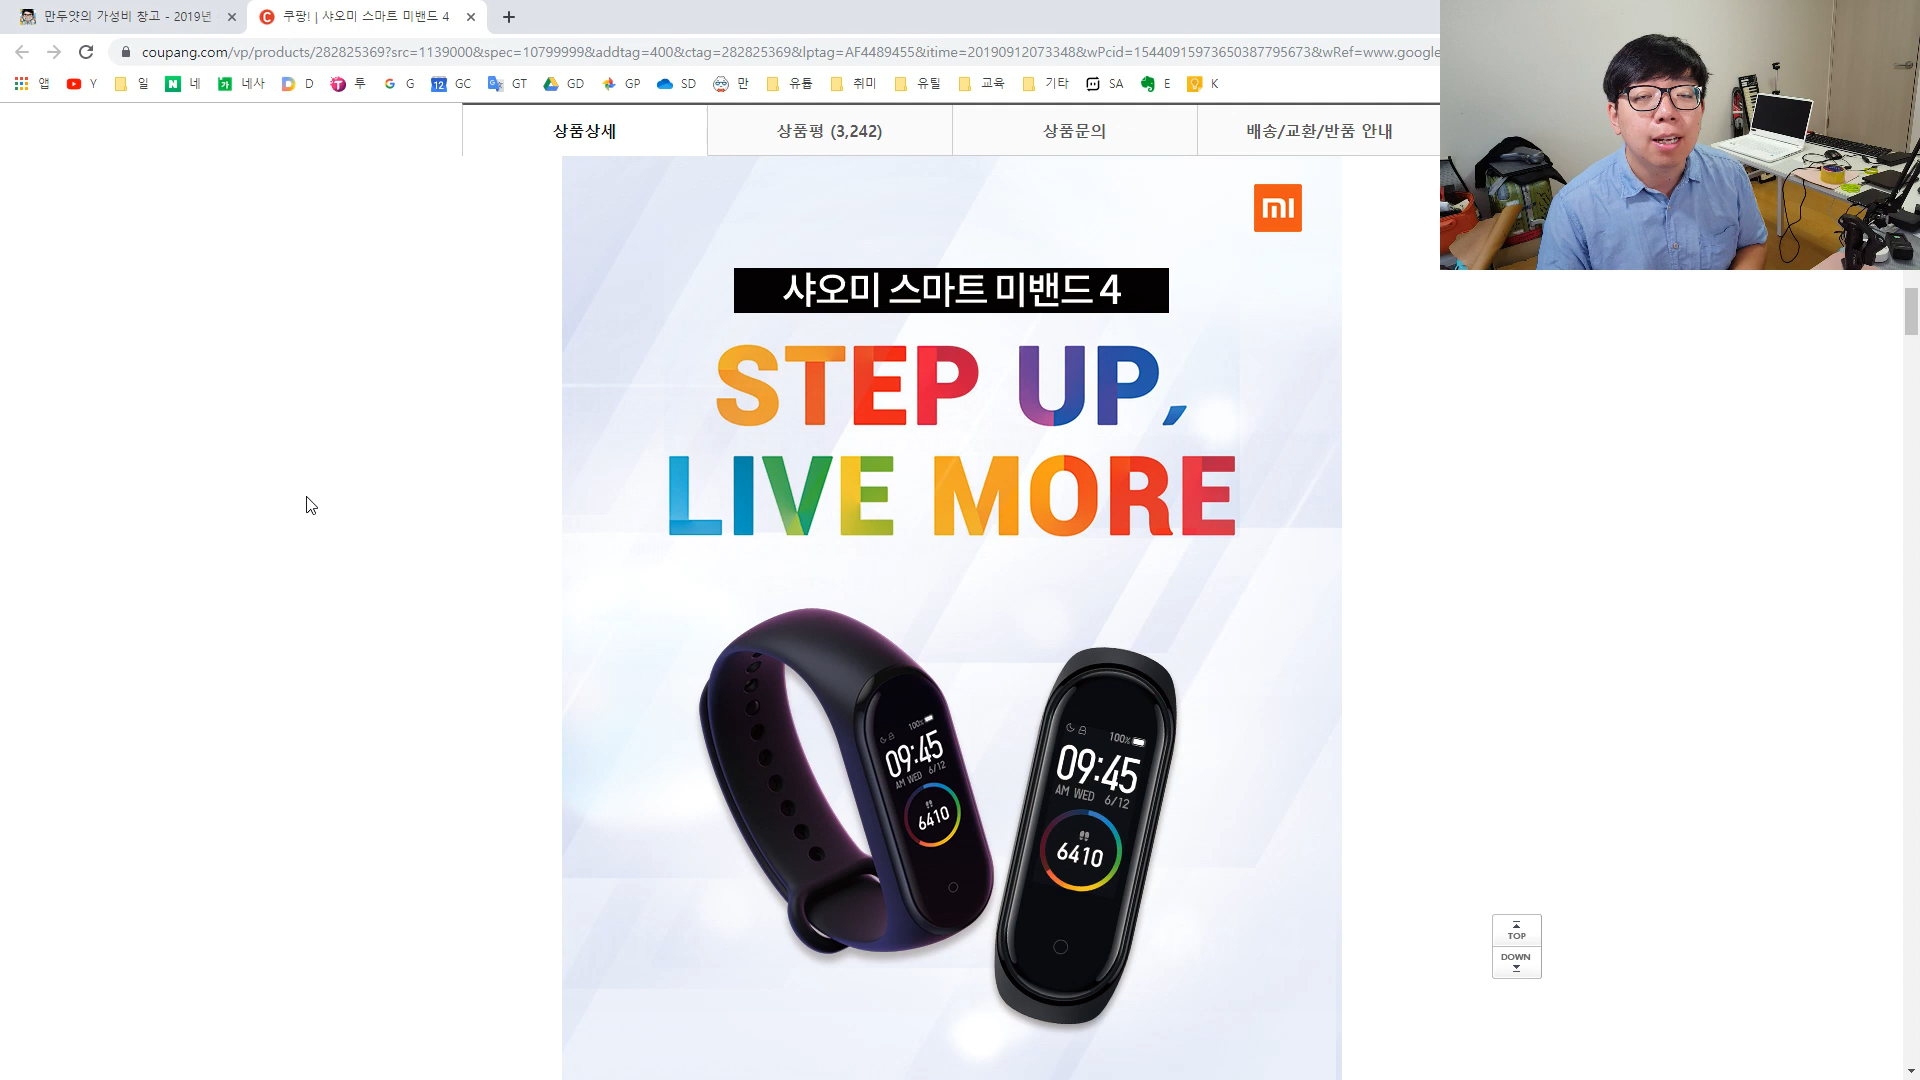 만두얏의 가성비 창고 - 2019년
쿠팡! | 샤오미 스마트 미밴드 4
coupang.com/vp/products/282825369?src=1139000&spec=10799999&addtag=400&ctag=282825369&lptag=AF4489455&itime=20190912073348&wPcid=15440915973650387795673&wRef=www.google
앱 Y 일 네 네사 D 투 G GC GT GD GP SD 만 유튭 취미 유틸 교육 기타 SA E K
상품상세 상품평 (3,242) 상품문의 배송/교환/반품 안내
mi
샤오미 스마트 미밴드 4
STEP UP,
LIVE MORE
100%
09:45
AM WED 6/12
6410
100%
09:45
AM WED 6/12
6410
TOP
DOWN